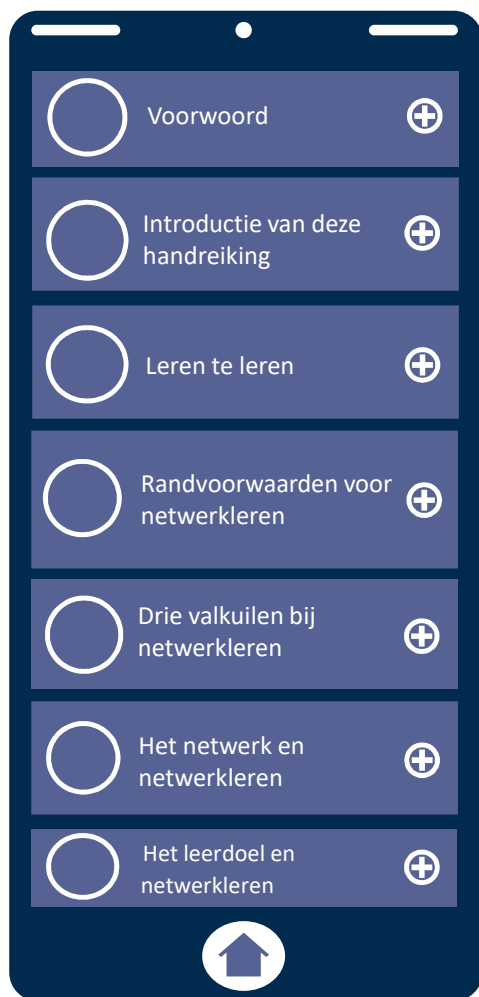 Voorwoord
Introductie van deze
handreiking
Leren te leren
Randvoorwaarden voor
netwerkleren
Drie valkuilen bij
netwerkleren
Het netwerk en
netwerkleren
Het leerdoel en
netwerkleren